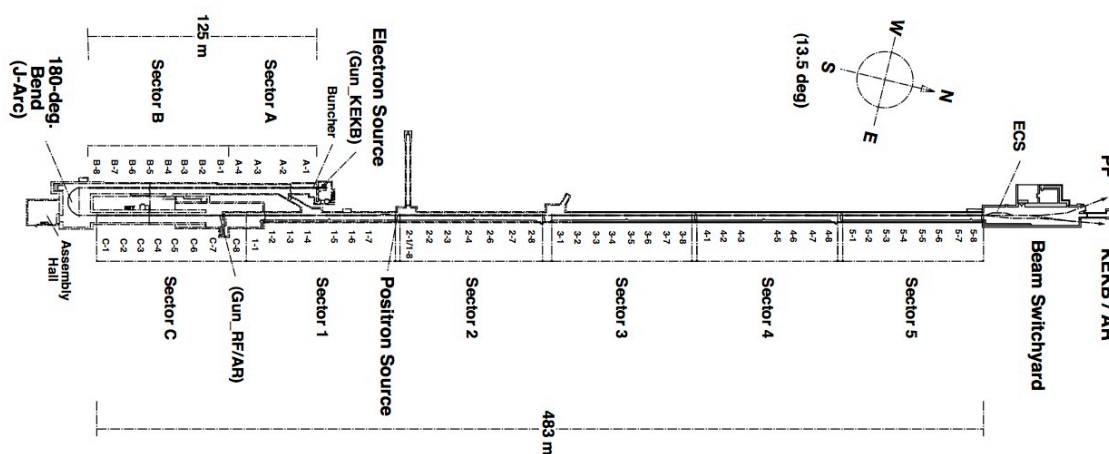 125 m
Sector B
Sector A
180-deg.
Bend
(J-Arc)
Electron Source
(Gun_KEKB)
Buncher
B-8
B-7
B-6
B-5
B-4
B-3
B-2
B-1
A-4
A-3
A-2
A-1
W
S
N
E
(13.5 deg)
ECS
PF
KEKB / AR
Beam Switchyard
Assembly
Hall
C-1
C-2
C-3
C-4
C-5
C-6
C-7
C-8
1-1
1-2
1-3
1-4
1-5
1-6
1-7
2-1/1-8
2-2
2-3
2-4
2-6
2-7
2-8
3-1
3-2
3-3
3-4
3-5
3-6
3-7
3-8
4-1
4-2
4-3
4-5
4-6
4-7
4-8
5-1
5-2
5-3
5-4
5-5
5-6
5-7
5-8
Sector C
(Gun_RF/AR)
Sector 1
Positron Source
Sector 2
Sector 3
Sector 4
Sector 5
483 m